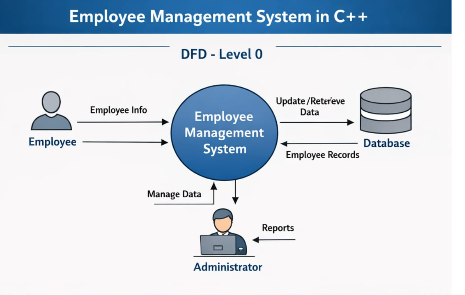 Employee Management System in C++
DFD - Level 0
Employee Info
Employee
Employee
Management
System
Update/Reterieve
Data
Employee Records
Database
Manage Data
Reports
Administrator